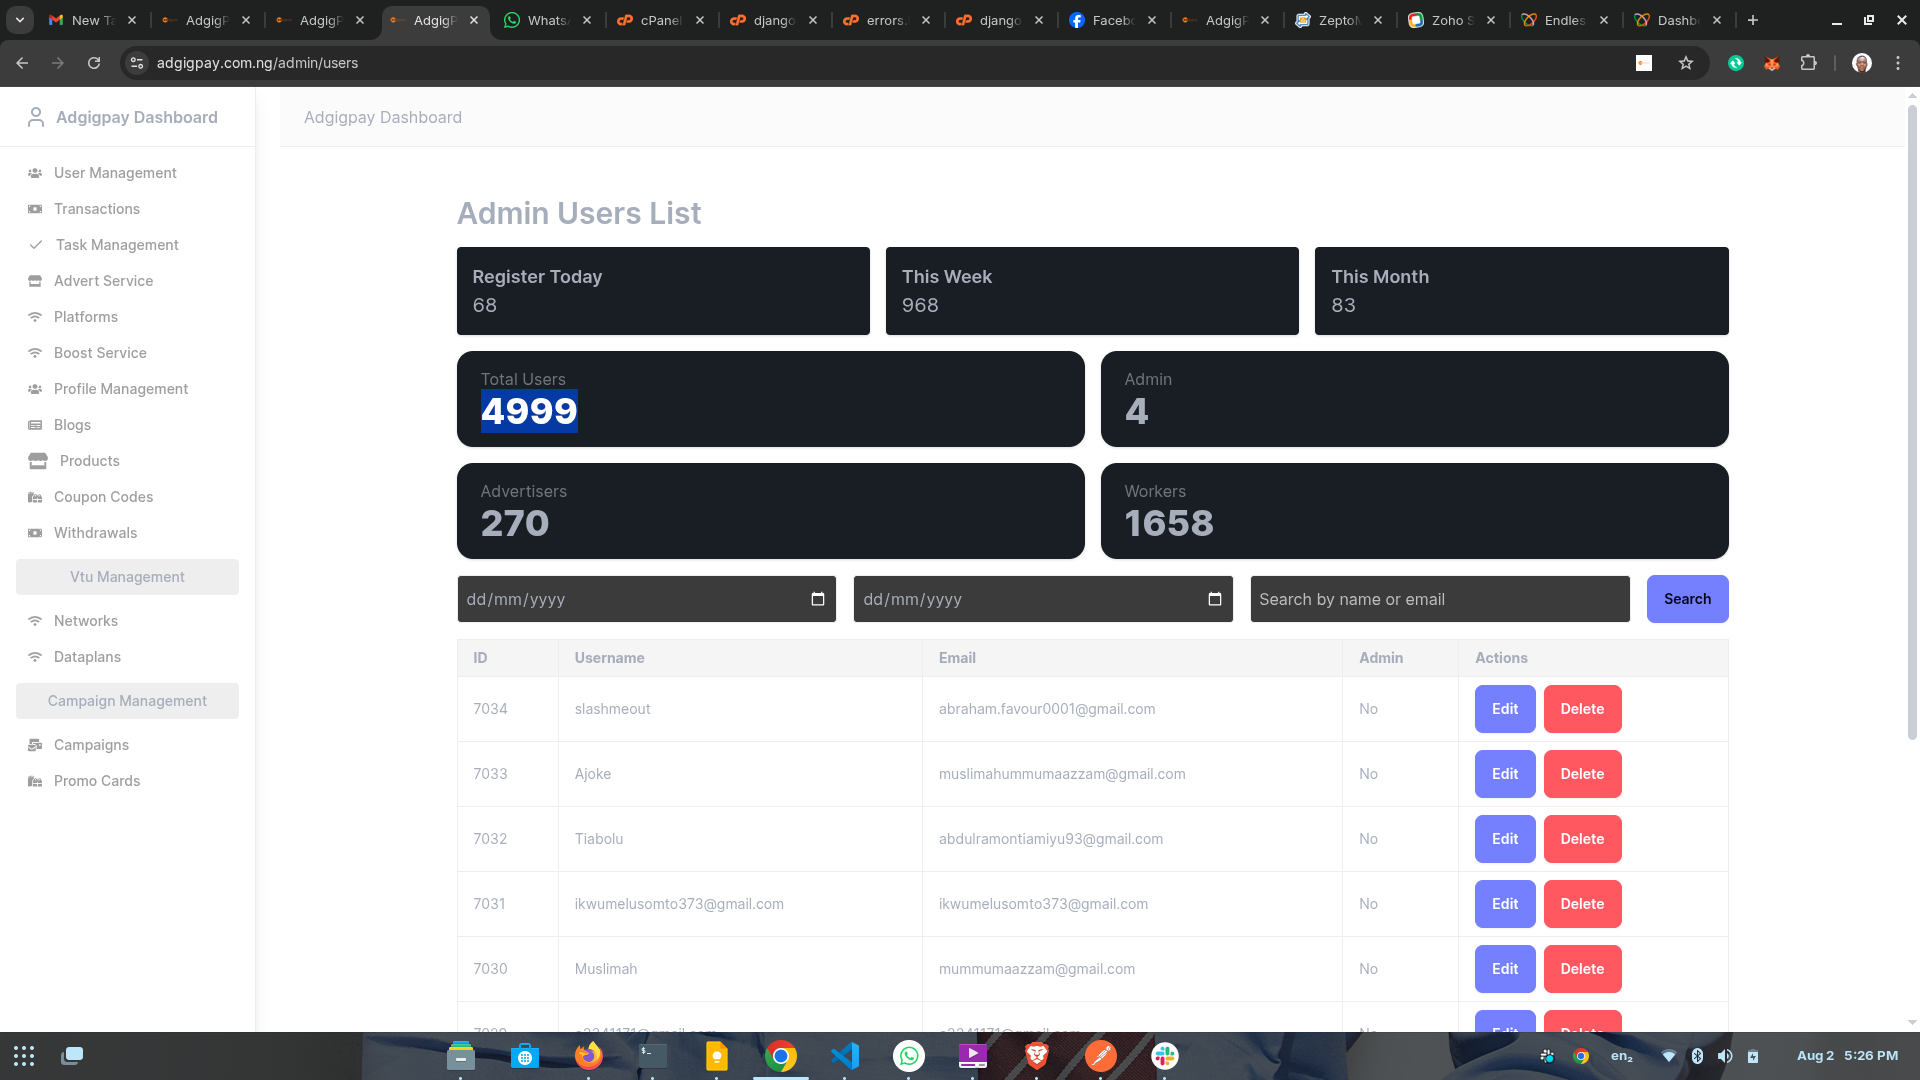 New Ta
AdgigP
AdgigP
AdgigP
Whats
cPanel
django
errors.
django
Facebo
AdgigP
ZeptoM
Zoho S
Endles
Dashb
adgigpay.com.ng/admin/users
Adgigpay Dashboard
Adgigpay Dashboard
User Management
Transactions
Task Management
Advert Service
Platforms
Boost Service
Profile Management
Blogs
Products
Coupon Codes
Withdrawals
Vtu Management
Networks
Dataplans
Campaign Management
Campaigns
Promo Cards
Admin Users List
Register Today
68
This Week
968
This Month
83
Total Users
4999
Admin
4
Advertisers
270
Workers
1658
dd/mm/yyyy
dd/mm/yyyy
Search by name or email
Search
ID Username Email Admin Actions
7034 slashmeout abraham.favour0001@gmail.com No Edit Delete
7033 Ajoke muslimahummumaazzam@gmail.com No Edit Delete
7032 Tiabolu abdulramontiamiyu93@gmail.com No Edit Delete
7031 ikwumelusomto373@gmail.com ikwumelusomto373@gmail.com No Edit Delete
7030 Muslimah mummumaazzam@gmail.com No Edit Delete
7029 No Edit Delete
en₂
Aug 2 5:26 PM